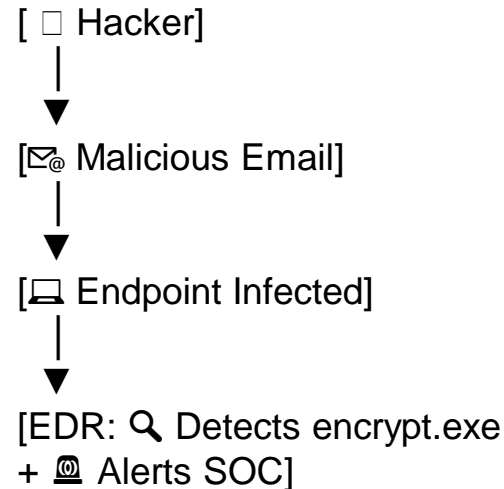 [ □ Hacker]
│
▼
[📧 Malicious Email]
│
▼
[💻 Endpoint Infected]
│
▼
[EDR: 🔍 Detects encrypt.exe
+ 🚨 Alerts SOC]